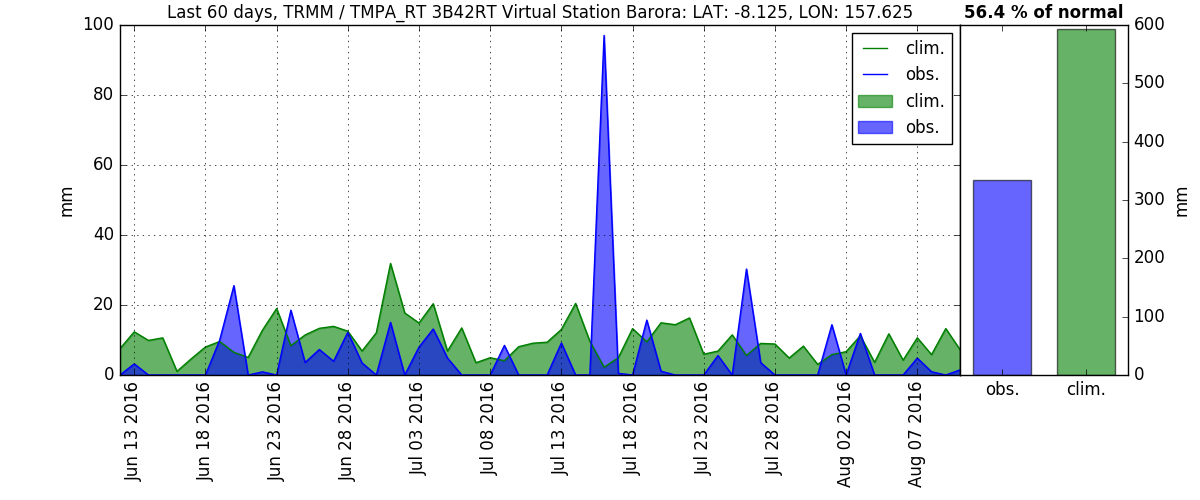 Last 60 days, TRMM / TMPA_RT 3B42RT Virtual Station Barora: LAT: -8.125, LON: 157.625
56.4 % of normal
100
80
60
40
20
0
mm
clim.
obs.
clim.
obs.
600
500
400
300
200
100
0
mm
Jun 13 2016
Jun 18 2016
Jun 23 2016
Jun 28 2016
Jul 03 2016
Jul 08 2016
Jul 13 2016
Jul 18 2016
Jul 23 2016
Jul 28 2016
Aug 02 2016
Aug 07 2016
obs.
clim.